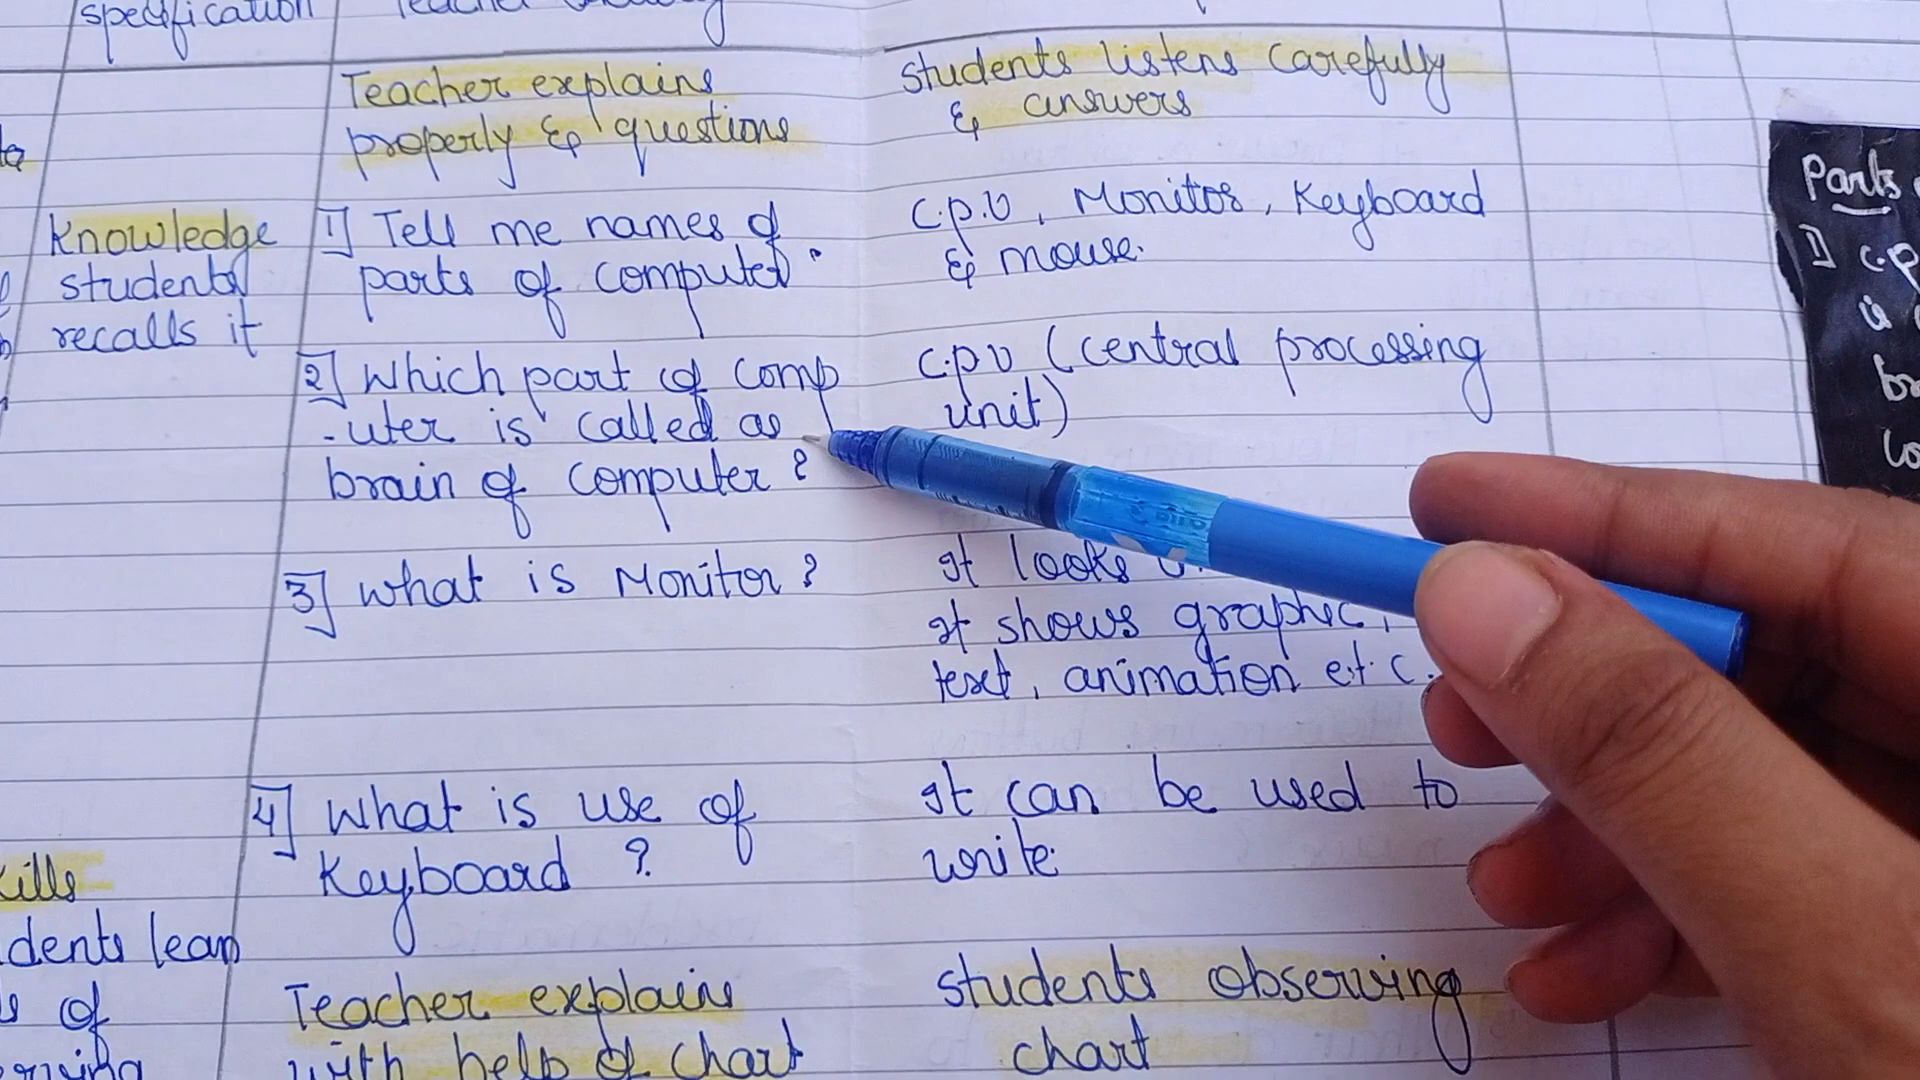 specification
Teacher explains
properly & questions
students listens carefully
& answers
Knowledge
students
recalls it
1] Tell me names of
parts of computer.
C.P.U, Monitor, Keyboard
& mouse.
2] Which part of comp
-uter is called as
brain of computer?
C.P.U (central processing
unit)
3] What is Monitor?
It looks
It shows graphic,
text, animation e.t.c.
4] What is use of
Keyboard ?
It can be used to
write.
dents learn
of
Teacher explains
with help of chart
students observing
chart
Parts
1] C.P
is